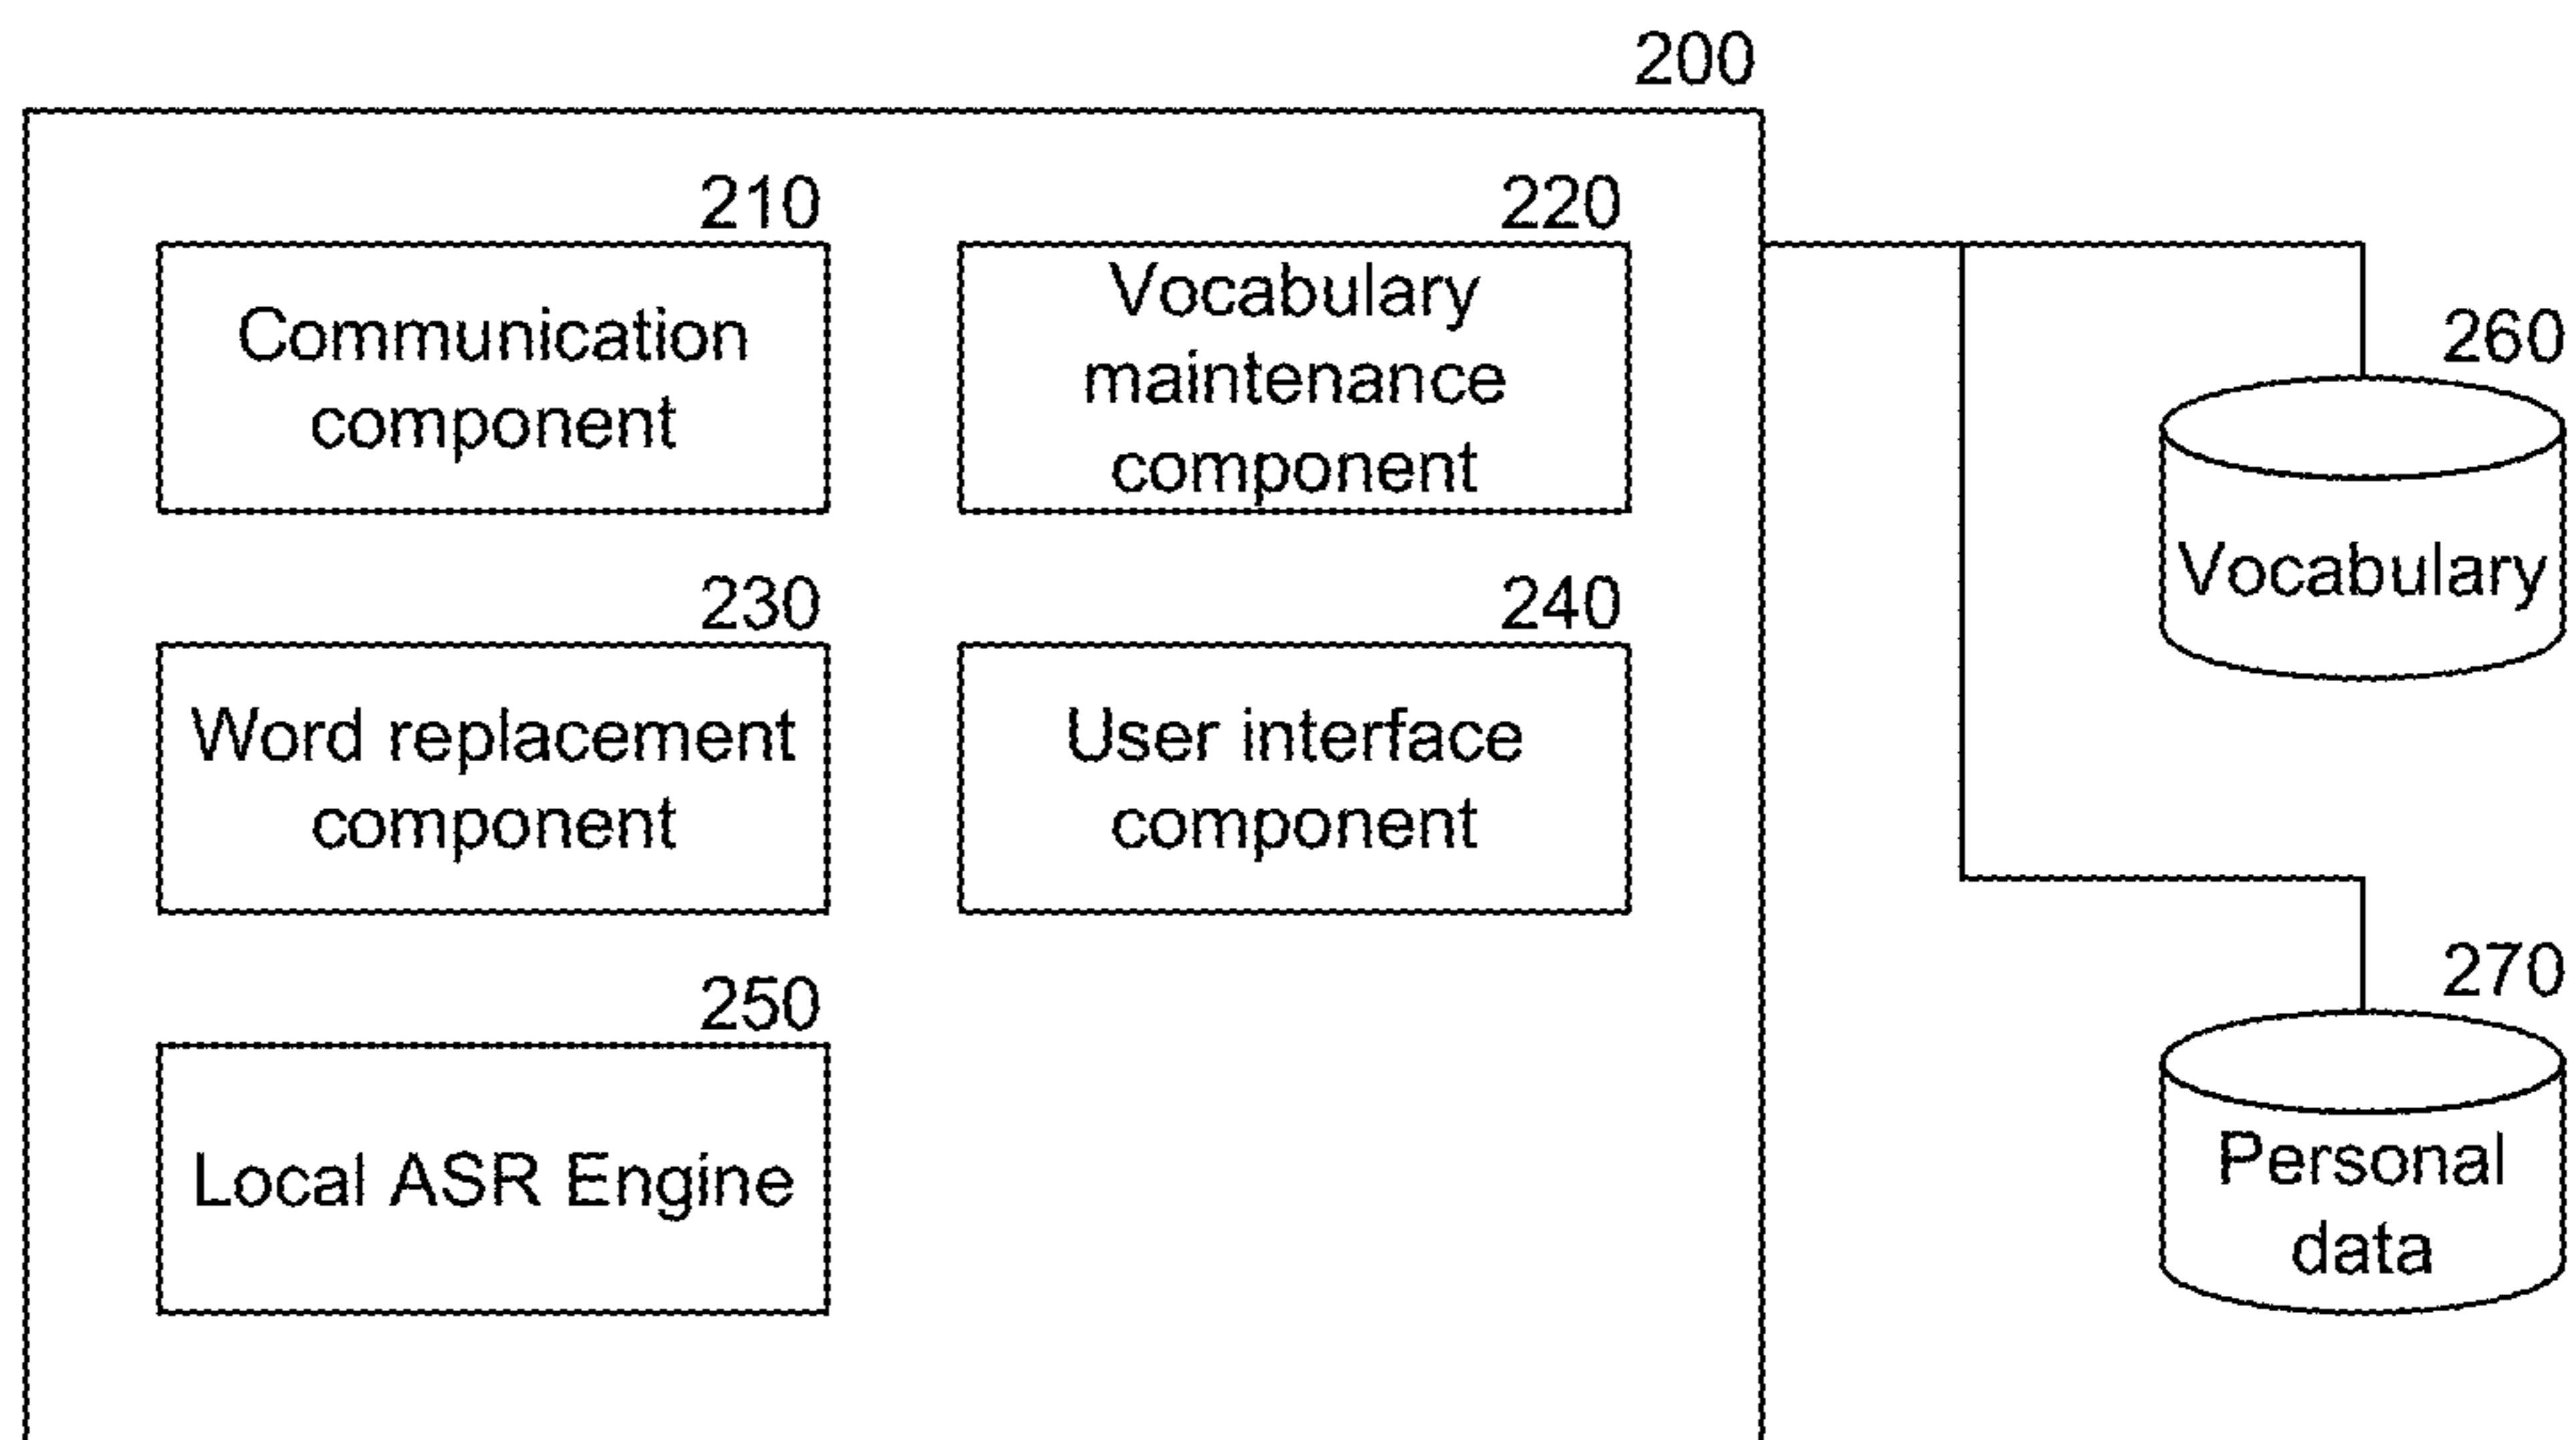 200
210
Communication
component
220
Vocabulary
maintenance
component
260
Vocabulary
230
Word replacement
component
240
User interface
component
270
Personal
data
250
Local ASR Engine